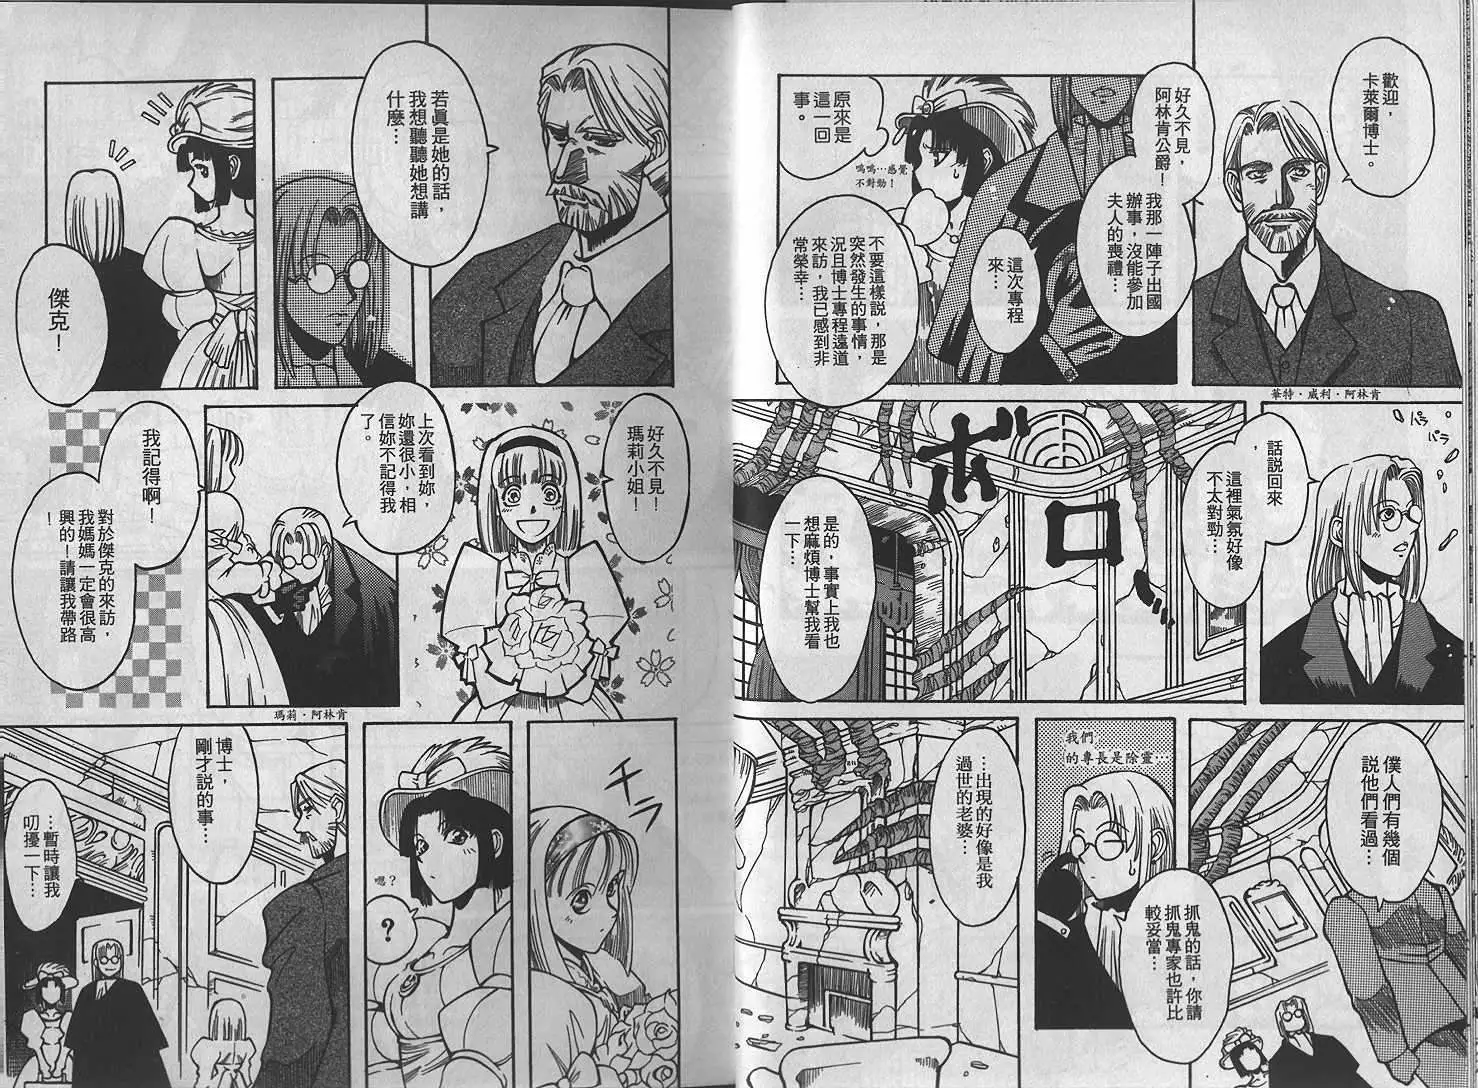 歡迎，
卡萊爾博士。
華特・威利・阿林肯
好久不見，
阿林肯公爵！
我那一陣子出國
辦事，沒能參加
夫人的喪禮…
這次專程
來…
原來是
這一回
事。
嗚嗚…感覺
不對勁！
不要這樣說，那是
突然發生的事情，
況且博士專程遠道
來訪，我已感到非
常榮幸…
パラ
パラ
話說回來
這裡氣氛好像
不太對勁…
ボロ
是的，事實上我也
想麻煩博士幫我看
一下…
僕人們有幾個
說他們看過…
我們
的專長是除靈…
抓鬼的話，你請
抓鬼專家也許比
較妥當…
…出現的好像是我
過世的老婆…
若真是她的話，
我想聽聽她想講
什麼…
傑克！
好久不見！
瑪莉小姐！
上次看到妳，
妳還很小，相
信妳不記得我
了。
瑪莉・阿林肯
我記得啊！
對於傑克的來訪，
我媽媽一定會很高
興的！請讓我帶路
！
チラ
嗯？
？
博士，
剛才說的事…
…暫時讓我
叨擾一下…